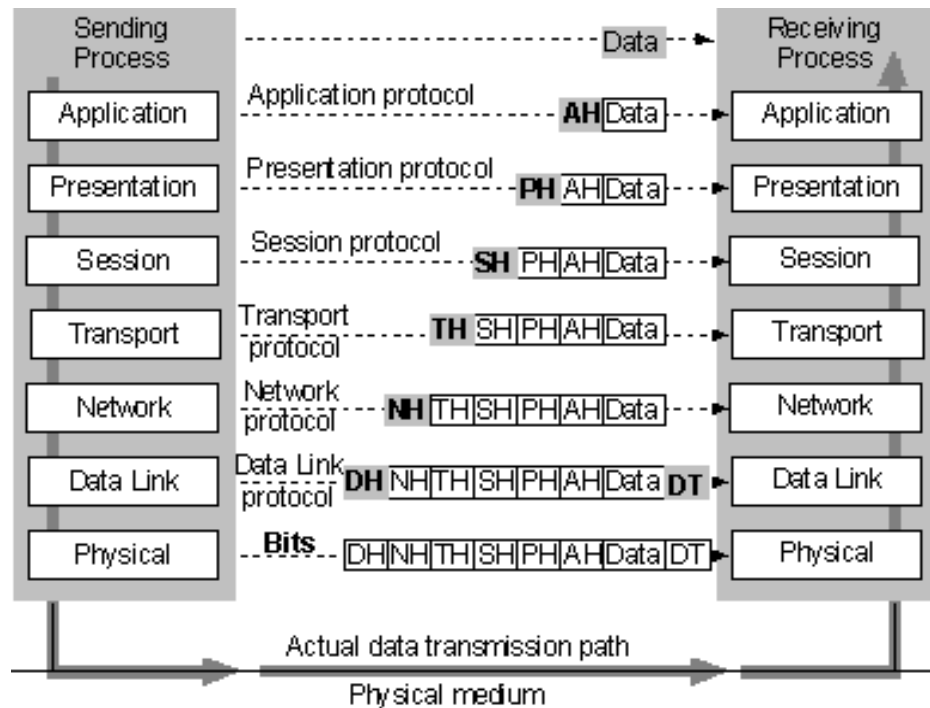 Sending Process
Data
Receiving Process
Application
Application protocol
AH Data
Application
Presentation
Presentation protocol
PH AH Data
Presentation
Session
Session protocol
SH PH AH Data
Session
Transport
Transport protocol
TH SH PH AH Data
Transport
Network
Network protocol
NH TH SH PH AH Data
Network
Data Link
Data Link protocol
DH NH TH SH PH AH Data DT
Data Link
Physical
Bits
DH NH TH SH PH AH Data DT
Physical
Actual data transmission path
Physical medium